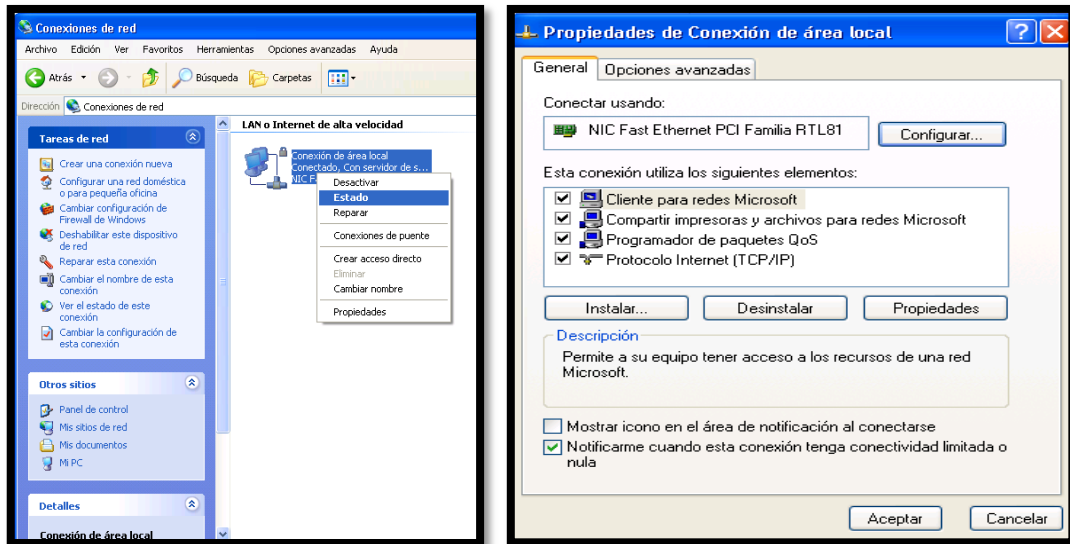 Conexiones de red
Archivo Edición Ver Favoritos Herramientas Opciones avanzadas Ayuda
Atrás Búsqueda Carpetas
Dirección Conexiones de red
Tareas de red
Crear una conexión nueva
Configurar una red doméstica
o para pequeña oficina
Cambiar configuración de
Firewall de Windows
Deshabilitar este dispositivo
de red
Reparar esta conexión
Cambiar el nombre de esta
conexión
Ver el estado de este
conexión
Cambiar la configuración de
esta conexión
Otros sitios
Panel de control
Mis sitios de red
Mis documentos
Mi PC
Detalles
Conexión de área local
LAN o Internet de alta velocidad
Conexión de área local
Conectado, Con servidor de s...
NIC F
Desactivar
Estado
Reparar
Conexiones de puente
Crear acceso directo
Eliminar
Cambiar nombre
Propiedades
Propiedades de Conexión de área local
General Opciones avanzadas
Conectar usando:
NIC Fast Ethernet PCI Familia RTL81
Configurar...
Esta conexión utiliza los siguientes elementos:
Cliente para redes Microsoft
Compartir impresoras y archivos para redes Microsoft
Programador de paquetes QoS
Protocolo Internet (TCP/IP)
Instalar... Desinstalar Propiedades
Descripción
Permite a su equipo tener acceso a los recursos de una red
Microsoft.
Mostrar icono en el área de notificación al conectarse
Notificarme cuando esta conexión tenga conectividad limitada o
nula
Aceptar Cancelar